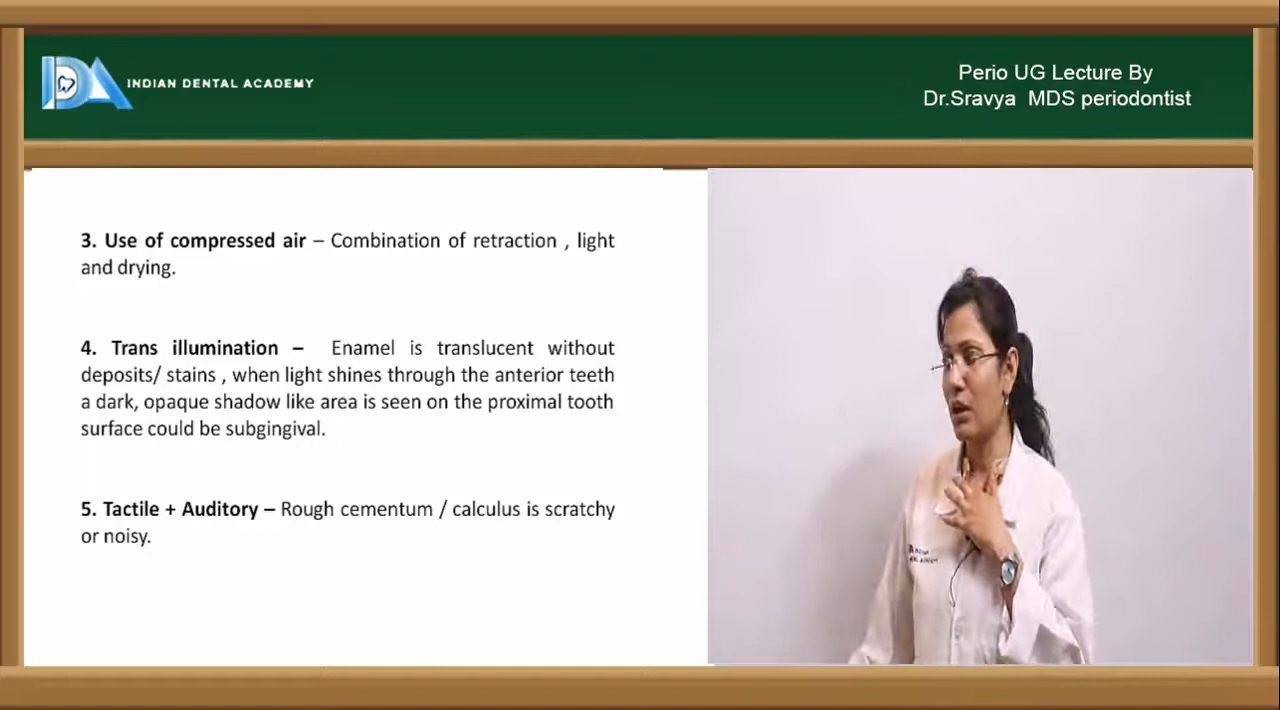 INDIAN DENTAL ACADEMY
Perio UG Lecture By
Dr.Sravya MDS periodontist
3. Use of compressed air – Combination of retraction , light
and drying.
4. Trans illumination – Enamel is translucent without
deposits/ stains , when light shines through the anterior teeth
a dark, opaque shadow like area is seen on the proximal tooth
surface could be subgingival.
5. Tactile + Auditory – Rough cementum / calculus is scratchy
or noisy.